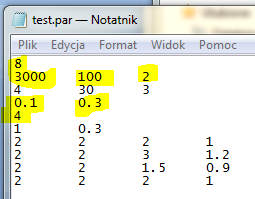 test.par — Notatnik
Plik Edycja Format Widok Pomoc
8
3000 100 2
4 30 3
0.1 0.3
4
1 0.3
2 2 2 1
2 2 3 1.2
2 2 1.5 0.9
2 2 2 1